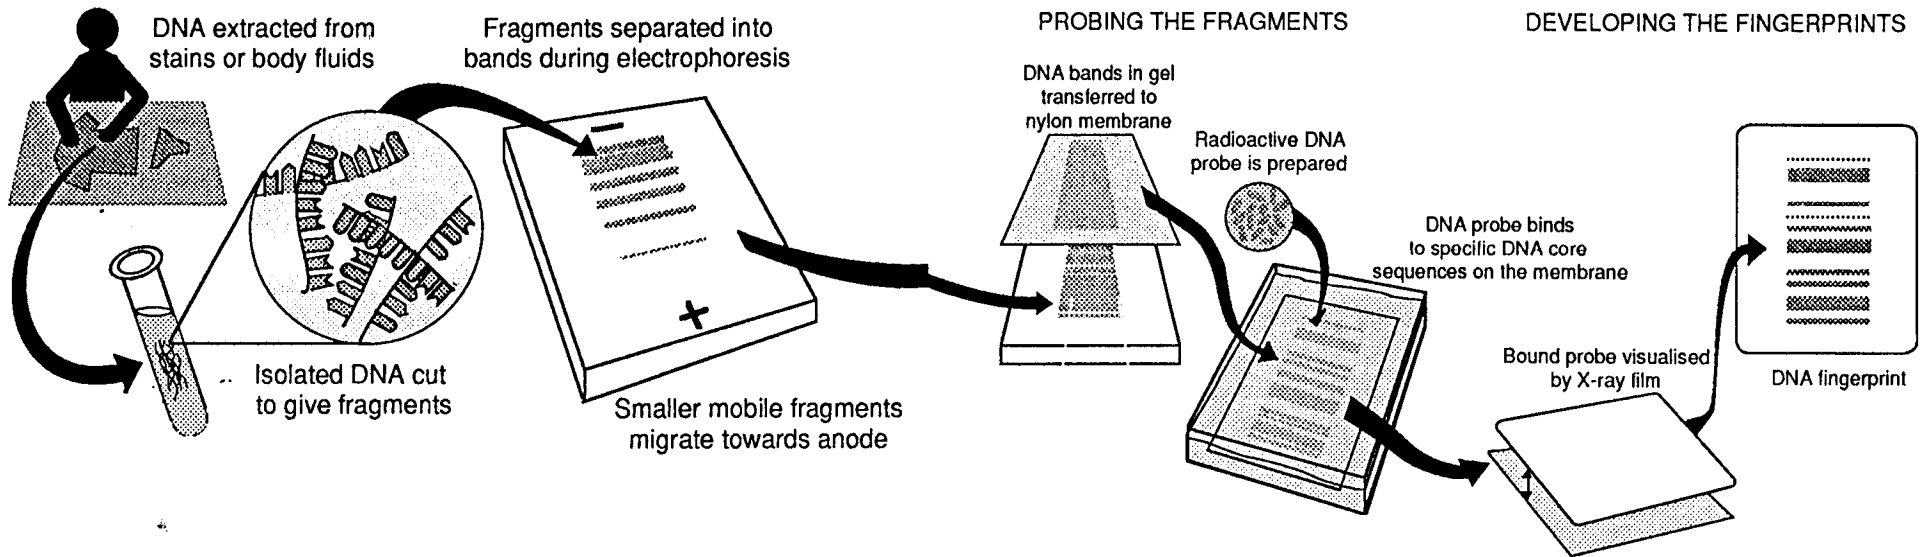 DNA extracted from
stains or body fluids
Isolated DNA cut
to give fragments
Fragments separated into
bands during electrophoresis
−
+
Smaller mobile fragments
migrate towards anode
PROBING THE FRAGMENTS
DNA bands in gel
transferred to
nylon membrane
Radioactive DNA
probe is prepared
DNA probe binds
to specific DNA core
sequences on the membrane
DEVELOPING THE FINGERPRINTS
Bound probe visualised
by X-ray film
DNA fingerprint